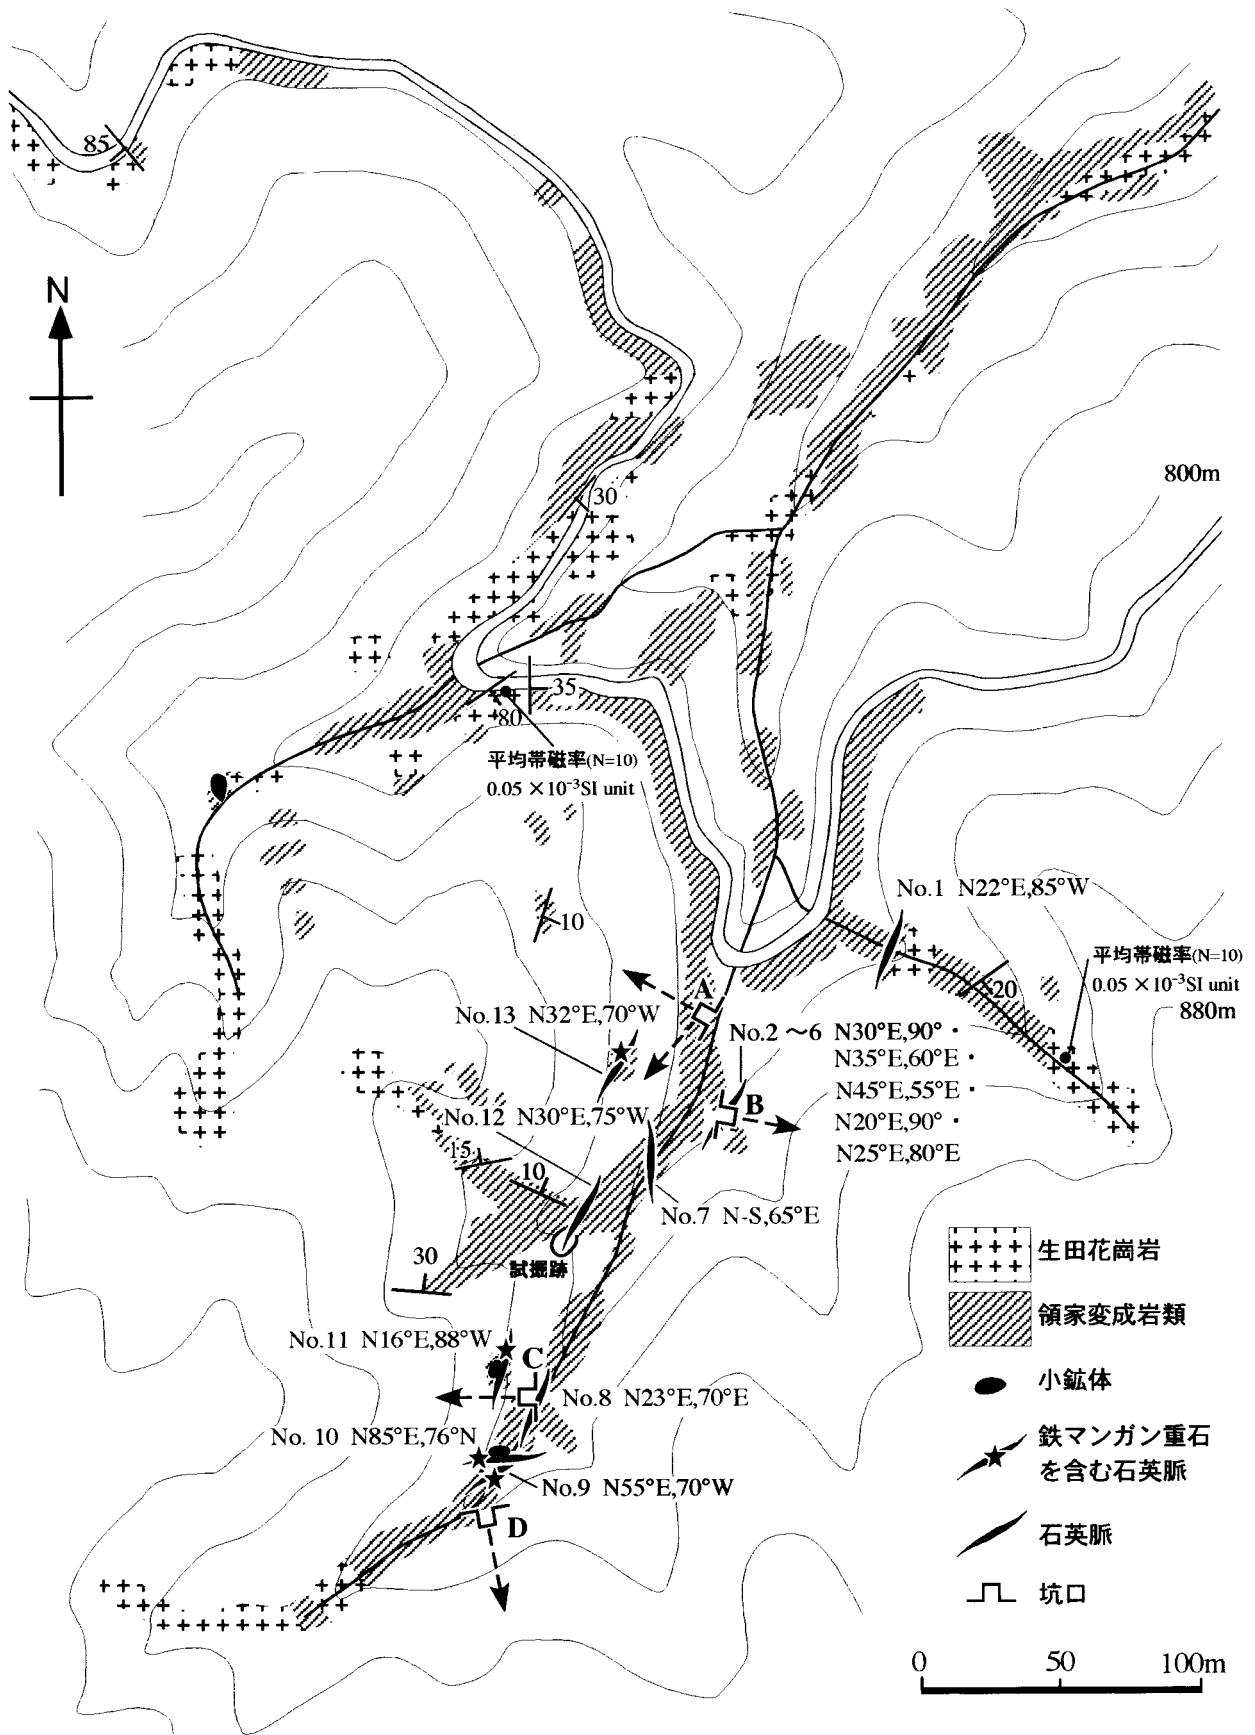 85
N
30
800m
35
80
平均帯磁率(N=10)
0.05 ×10⁻³SI unit
No.1 N22°E,85°W
10
平均帯磁率(N=10)
0.05 ×10⁻³SI unit
20
880m
A
No.13 N32°E,70°W
No.2 〜6 N30°E,90°・
N35°E,60°E・
N45°E,55°E・
N20°E,90°・
N25°E,80°E
B
No.12 N30°E,75°W
15
10
No.7 N-S,65°E
30
試掘跡
生田花崗岩
領家変成岩類
No.11 N16°E,88°W
C
小鉱体
No.8 N23°E,70°E
No. 10 N85°E,76°N
鉄マンガン重石
を含む石英脈
No.9 N55°E,70°W
D
石英脈
坑口
0 50 100m